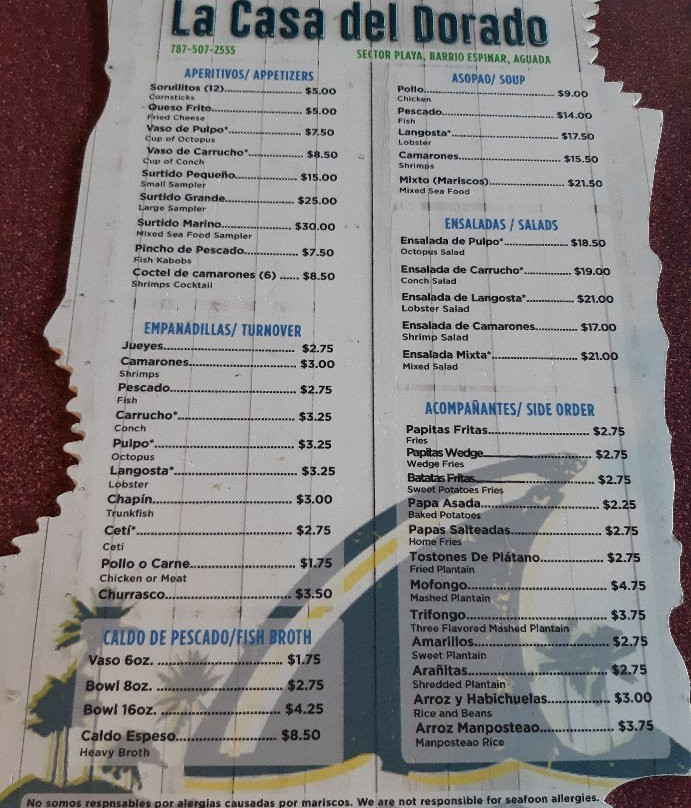 La Casa del Dorado
787-507-2555
SECTOR PLAYA, BARRIO ESPINAR, AGUADA
APERITIVOS/ APPETIZERS
Sorullitos (12)........................ $5.00
Cornsticks
Queso Frito........................... $5.00
Fried Cheese
Vaso de Pulpo*..................... $7.50
Cup of Octopus
Vaso de Carrucho*............... $8.50
Cup of Conch
Surtido Pequeño.................. $15.00
Small Sampler
Surtido Grande..................... $25.00
Large Sampler
Surtido Marino..................... $30.00
Mixed Sea Food Sampler
Pincho de Pescado............... $7.50
Fish Kabobs
Coctel de camarones (6) ...... $8.50
Shrimps Cocktail
EMPANADILLAS/ TURNOVER
Jueyes................................. $2.75
Camarones.......................... $3.00
Shrimps
Pescado............................... $2.75
Fish
Carrucho*............................ $3.25
Conch
Pulpo*.................................. $3.25
Octopus
Langosta*............................ $3.25
Lobster
Chapín................................. $3.00
Trunkfish
Cetí*..................................... $2.75
Ceti
Pollo o Carne....................... $1.75
Chicken or Meat
Churrasco............................ $3.50
CALDO DE PESCADO/FISH BROTH
Vaso 6oz. ............................ $1.75
Bowl 8oz. ............................ $2.75
Bowl 16oz. .......................... $4.25
Caldo Espeso...................... $8.50
Heavy Broth
ASOPAO/ SOUP
Pollo.................................... $9.00
Chicken
Pescado.............................. $14.00
Fish
Langosta*............................ $17.50
Lobster
Camarones.......................... $15.50
Shrimps
Mixto (Mariscos)................. $21.50
Mixed Sea Food
ENSALADAS / SALADS
Ensalada de Pulpo*................ $18.50
Octopus Salad
Ensalada de Carrucho*........... $19.00
Conch Salad
Ensalada de Langosta*........... $21.00
Lobster Salad
Ensalada de Camarones......... $17.00
Shrimp Salad
Ensalada Mixta*..................... $21.00
Mixed Salad
ACOMPAÑANTES/ SIDE ORDER
Papitas Fritas........................ $2.75
Fries
Papitas Wedge...................... $2.75
Wedge Fries
Batatas Fritas........................ $2.75
Sweet Potatoes Fries
Papa Asada........................... $2.25
Baked Potatoes
Papas Salteadas.................... $2.75
Home Fries
Tostones De Plátano............. $2.75
Fried Plantain
Mofongo................................ $4.75
Mashed Plantain
Trifongo................................. $3.75
Three Flavored Mashed Plantain
Amarillos............................... $2.75
Sweet Plantain
Arañitas................................. $2.75
Shredded Plantain
Arroz y Habichuelas.............. $3.00
Rice and Beans
Arroz Manposteao................. $3.75
Manposteao Rice
No somos respnsables por alergias causadas por mariscos. We are not responsible for seafoon allergies.